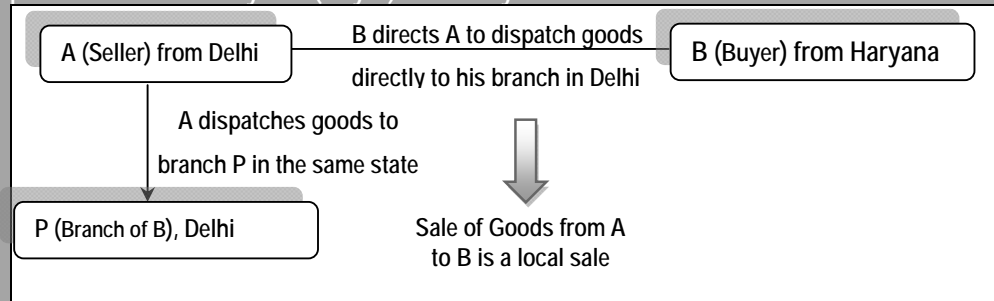 A (Seller) from Delhi
B directs A to dispatch goods
directly to his branch in Delhi
B (Buyer) from Haryana
A dispatches goods to
branch P in the same state
P (Branch of B), Delhi
Sale of Goods from A
to B is a local sale